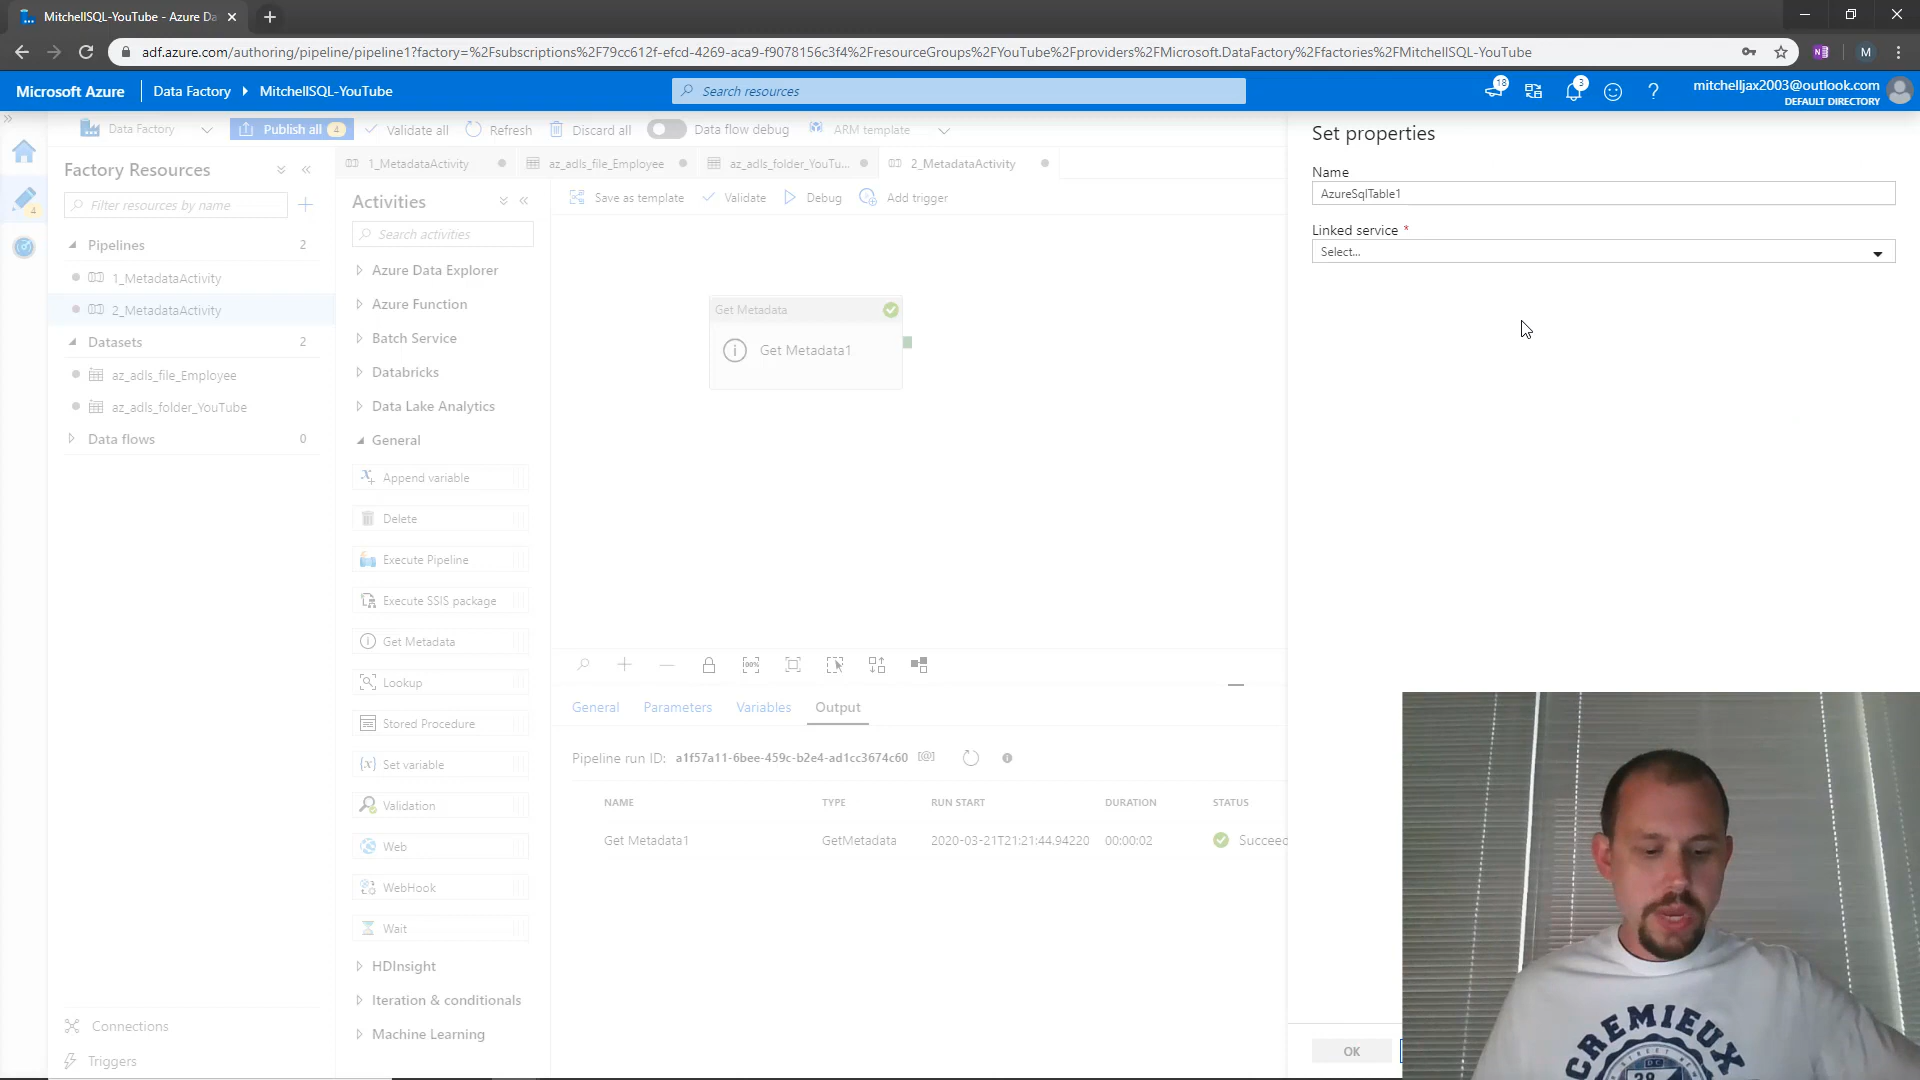 MitchellSQL-YouTube - Azure Da
adf.azure.com/authoring/pipeline/pipeline1?factory=%2Fsubscriptions%2F79cc612f-efcd-4269-aca9-f9078156c3f4%2FresourceGroups%2FYouTube%2Fproviders%2FMicrosoft.DataFactory%2Ffactories%2FMitchellSQL-YouTube
M
Microsoft Azure
Data Factory
MitchellSQL-YouTube
Search resources
18
3
mitchelljax2003@outlook.com
DEFAULT DIRECTORY
Data Factory
Publish all 4
Validate all
Refresh
Discard all
Data flow debug
ARM template
4
Factory Resources
Filter resources by name
Pipelines 2
1_MetadataActivity
2_MetadataActivity
Datasets 2
az_adls_file_Employee
az_adls_folder_YouTube
Data flows 0
Connections
Triggers
1_MetadataActivity
az_adls_file_Employee
az_adls_folder_YouTu...
2_MetadataActivity
Activities
Search activities
Azure Data Explorer
Azure Function
Batch Service
Databricks
Data Lake Analytics
General
Append variable
Delete
Execute Pipeline
Execute SSIS package
Get Metadata
Lookup
Stored Procedure
Set variable
Validation
Web
WebHook
Wait
HDInsight
Iteration & conditionals
Machine Learning
Save as template
Validate
Debug
Add trigger
Get Metadata
Get Metadata1
100%
General
Parameters
Variables
Output
Pipeline run ID: a1f57a11-6bee-459c-b2e4-ad1cc3674c60
NAME TYPE RUN START DURATION STATUS
Get Metadata1 GetMetadata 2020-03-21T21:21:44.94220 00:00:02 Succeed
Set properties
Name
AzureSqlTable1
Linked service *
Select...
OK
CREMIEUX
38